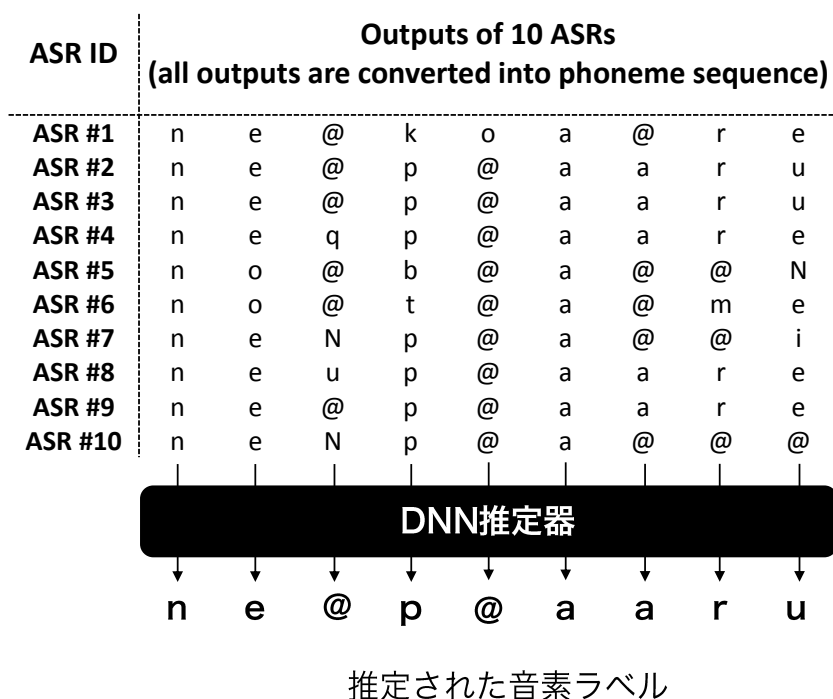 ASR ID
Outputs of 10 ASRs
(all outputs are converted into phoneme sequence)
ASR #1 n e @ k o a @ r e
ASR #2 n e @ p @ a a r u
ASR #3 n e @ p @ a a r u
ASR #4 n e q p @ a a r e
ASR #5 n o @ b @ a @ @ N
ASR #6 n o @ t @ a @ m e
ASR #7 n e N p @ a @ @ i
ASR #8 n e u p @ a a r e
ASR #9 n e @ p @ a a r e
ASR #10 n e N p @ a @ @ @
DNN推定器
n e @ p @ a a r u
推定された音素ラベル